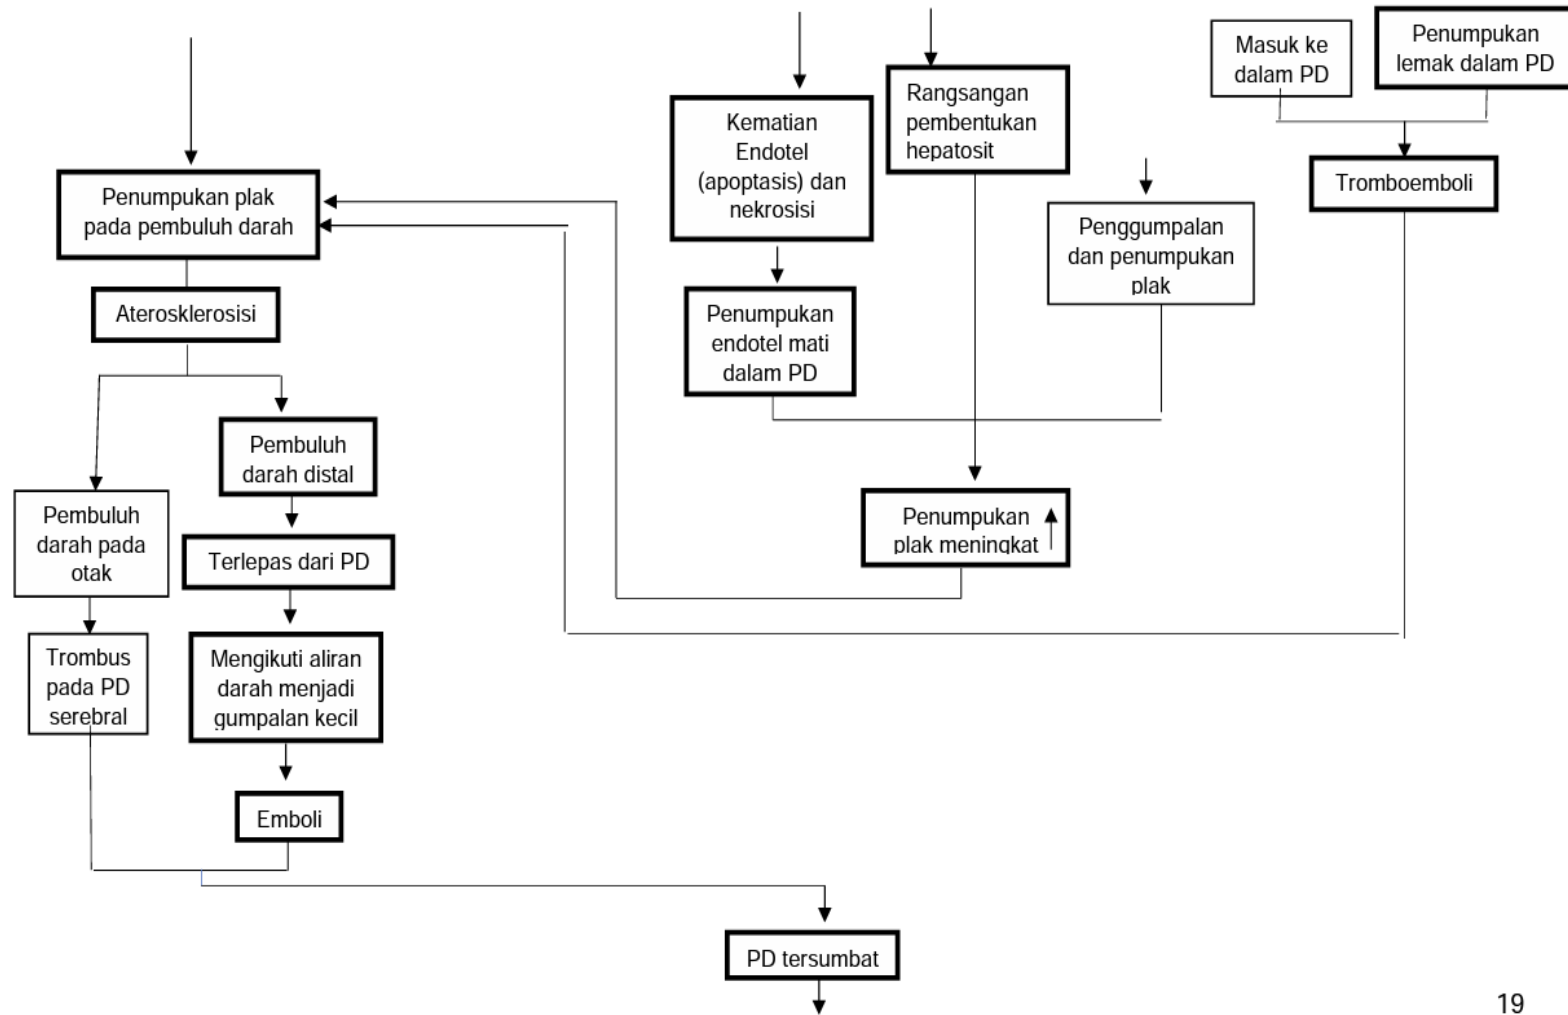 Masuk ke
dalam PD
Penumpukan
lemak dalam PD
Rangsangan
pembentukan
hepatosit
Kematian
Endotel
(apoptasis) dan
nekrosisi
Tromboemboli
Penumpukan plak
pada pembuluh darah
Penggumpalan
dan penumpukan
plak
Aterosklerosisi
Penumpukan
endotel mati
dalam PD
Pembuluh
darah distal
Pembuluh
darah pada
otak
Penumpukan
plak meningkat
Terlepas dari PD
Trombus
pada PD
serebral
Mengikuti aliran
darah menjadi
gumpalan kecil
Emboli
PD tersumbat
19